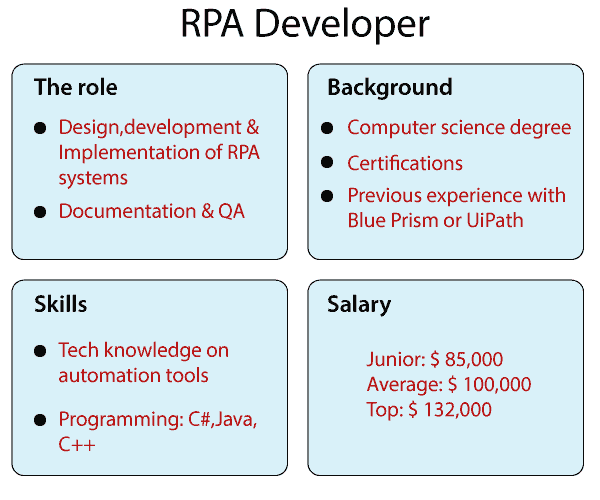 RPA Developer
The role
Design,development &
Implementation of RPA
systems
Documentation & QA
Background
Computer science degree
Certifications
Previous experience with
Blue Prism or UiPath
Skills
Tech knowledge on
automation tools
Programming: C#,Java,
C++
Salary
Junior: $ 85,000
Average: $ 100,000
Top: $ 132,000